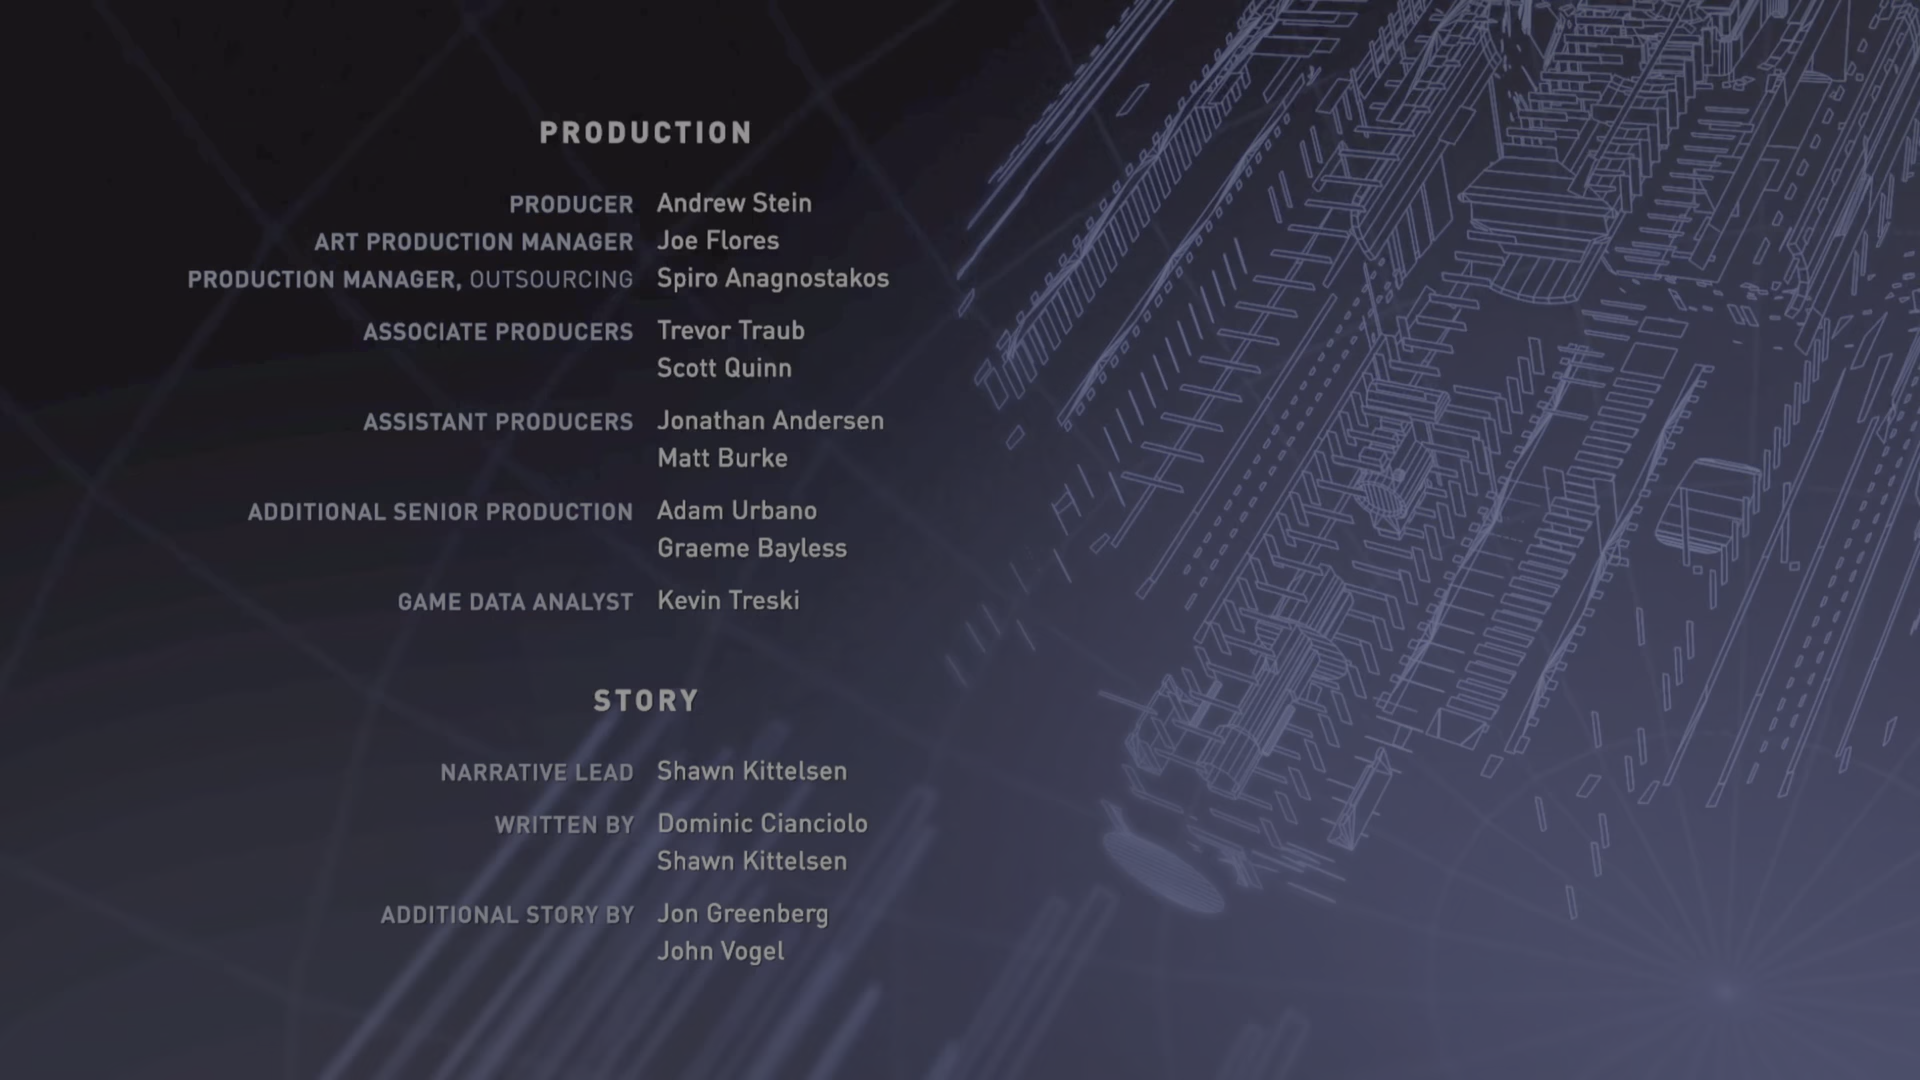 PRODUCTION
PRODUCER Andrew Stein
ART PRODUCTION MANAGER Joe Flores
PRODUCTION MANAGER, OUTSOURCING Spiro Anagnostakos
ASSOCIATE PRODUCERS Trevor Traub
Scott Quinn
ASSISTANT PRODUCERS Jonathan Andersen
Matt Burke
ADDITIONAL SENIOR PRODUCTION Adam Urbano
Graeme Bayless
GAME DATA ANALYST Kevin Treski
STORY
NARRATIVE LEAD Shawn Kittelsen
WRITTEN BY Dominic Cianciolo
Shawn Kittelsen
ADDITIONAL STORY BY Jon Greenberg
John Vogel